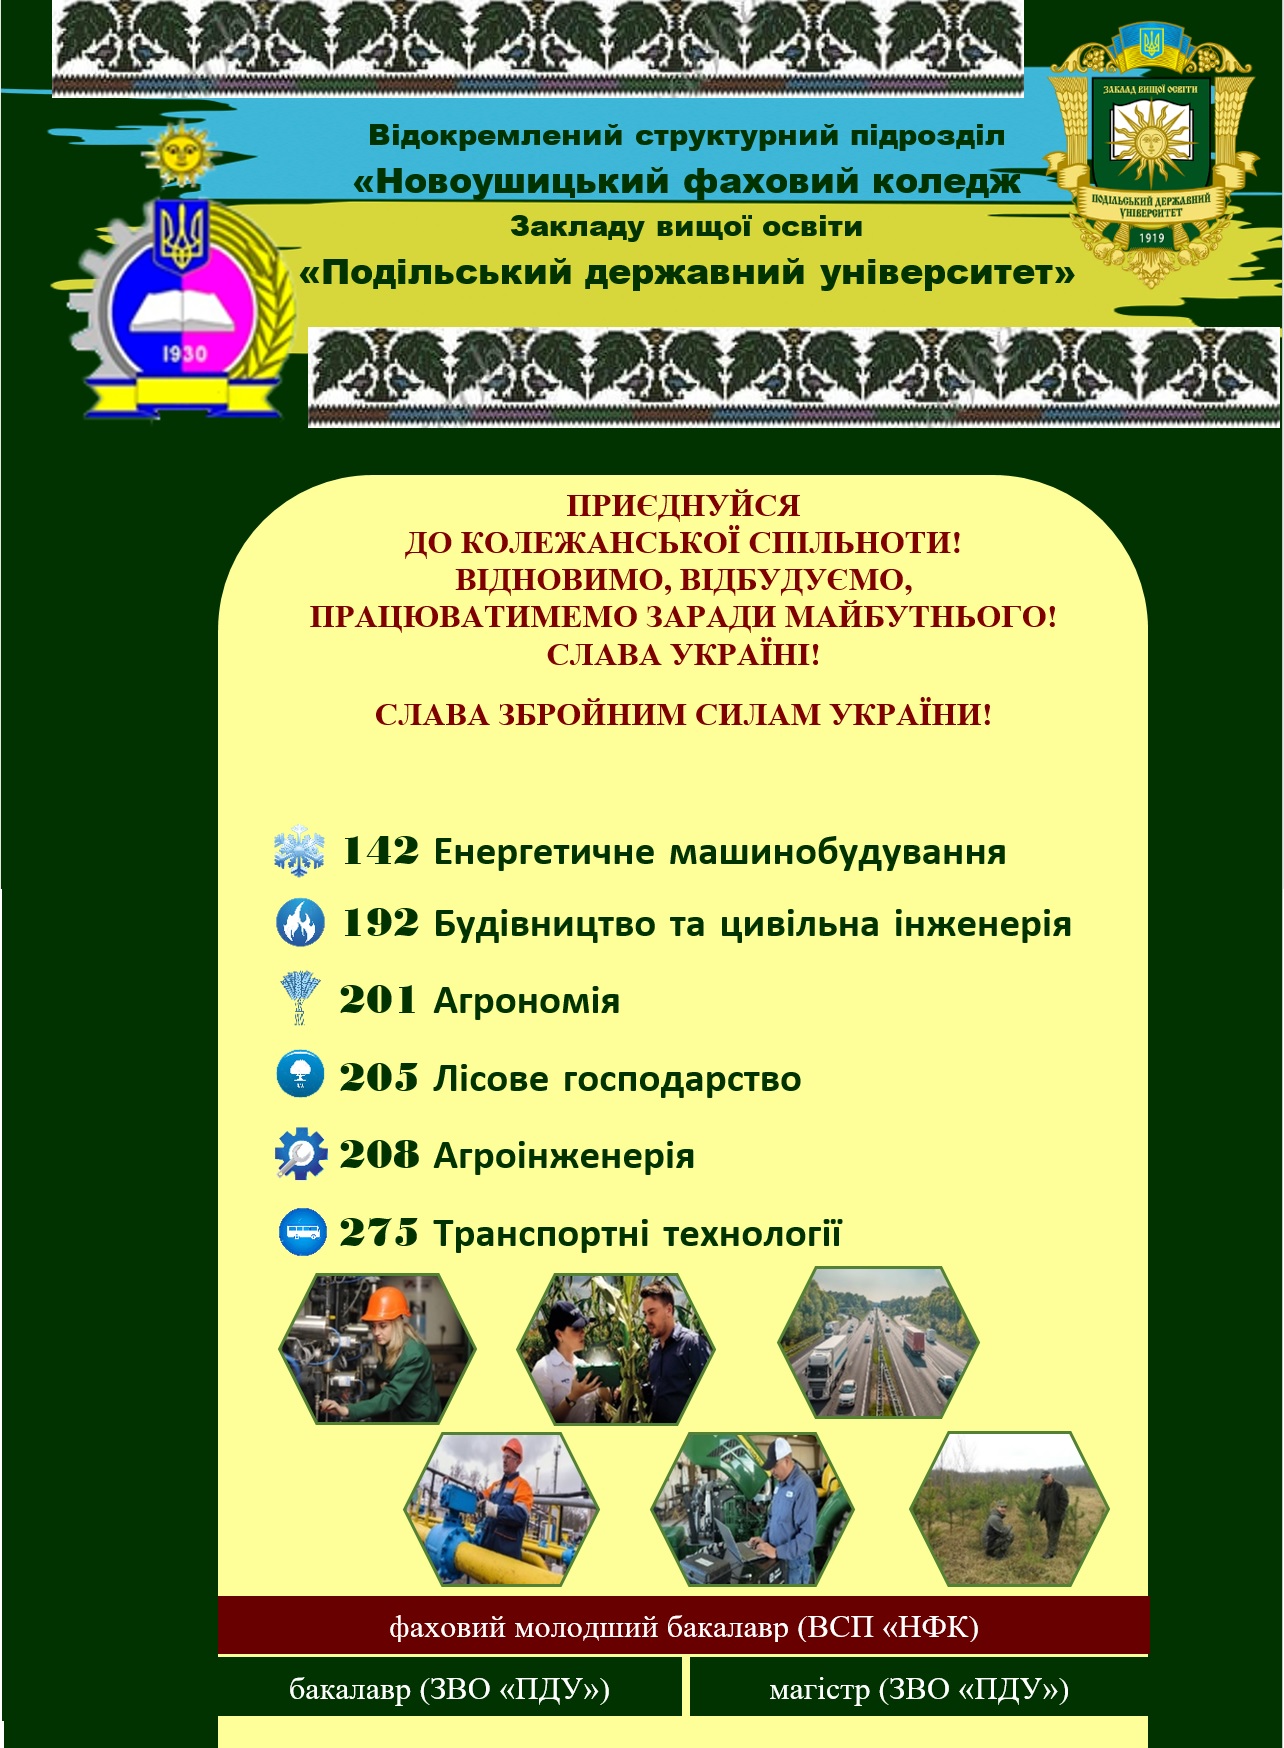 Відокремлений структурний підрозділ
«Новоушицький фаховий коледж
Закладу вищої освіти
«Подільський державний університет»
ЗАКЛАД ВИЩОЇ ОСВІТИ
ПОДІЛЬСЬКИЙ ДЕРЖАВНИЙ
УНІВЕРСИТЕТ
1919
1930
ПРИЄДНУЙСЯ
ДО КОЛЕЖАНСЬКОЇ СПІЛЬНОТИ!
ВІДНОВИМО, ВІДБУДУЄМО,
ПРАЦЮВАТИМЕМО ЗАРАДИ МАЙБУТНЬОГО!
СЛАВА УКРАЇНІ!
СЛАВА ЗБРОЙНИМ СИЛАМ УКРАЇНИ!
142 Енергетичне машинобудування
192 Будівництво та цивільна інженерія
201 Агрономія
205 Лісове господарство
208 Агроінженерія
275 Транспортні технології
фаховий молодший бакалавр (ВСП «НФК)
бакалавр (ЗВО «ПДУ»)
магістр (ЗВО «ПДУ»)